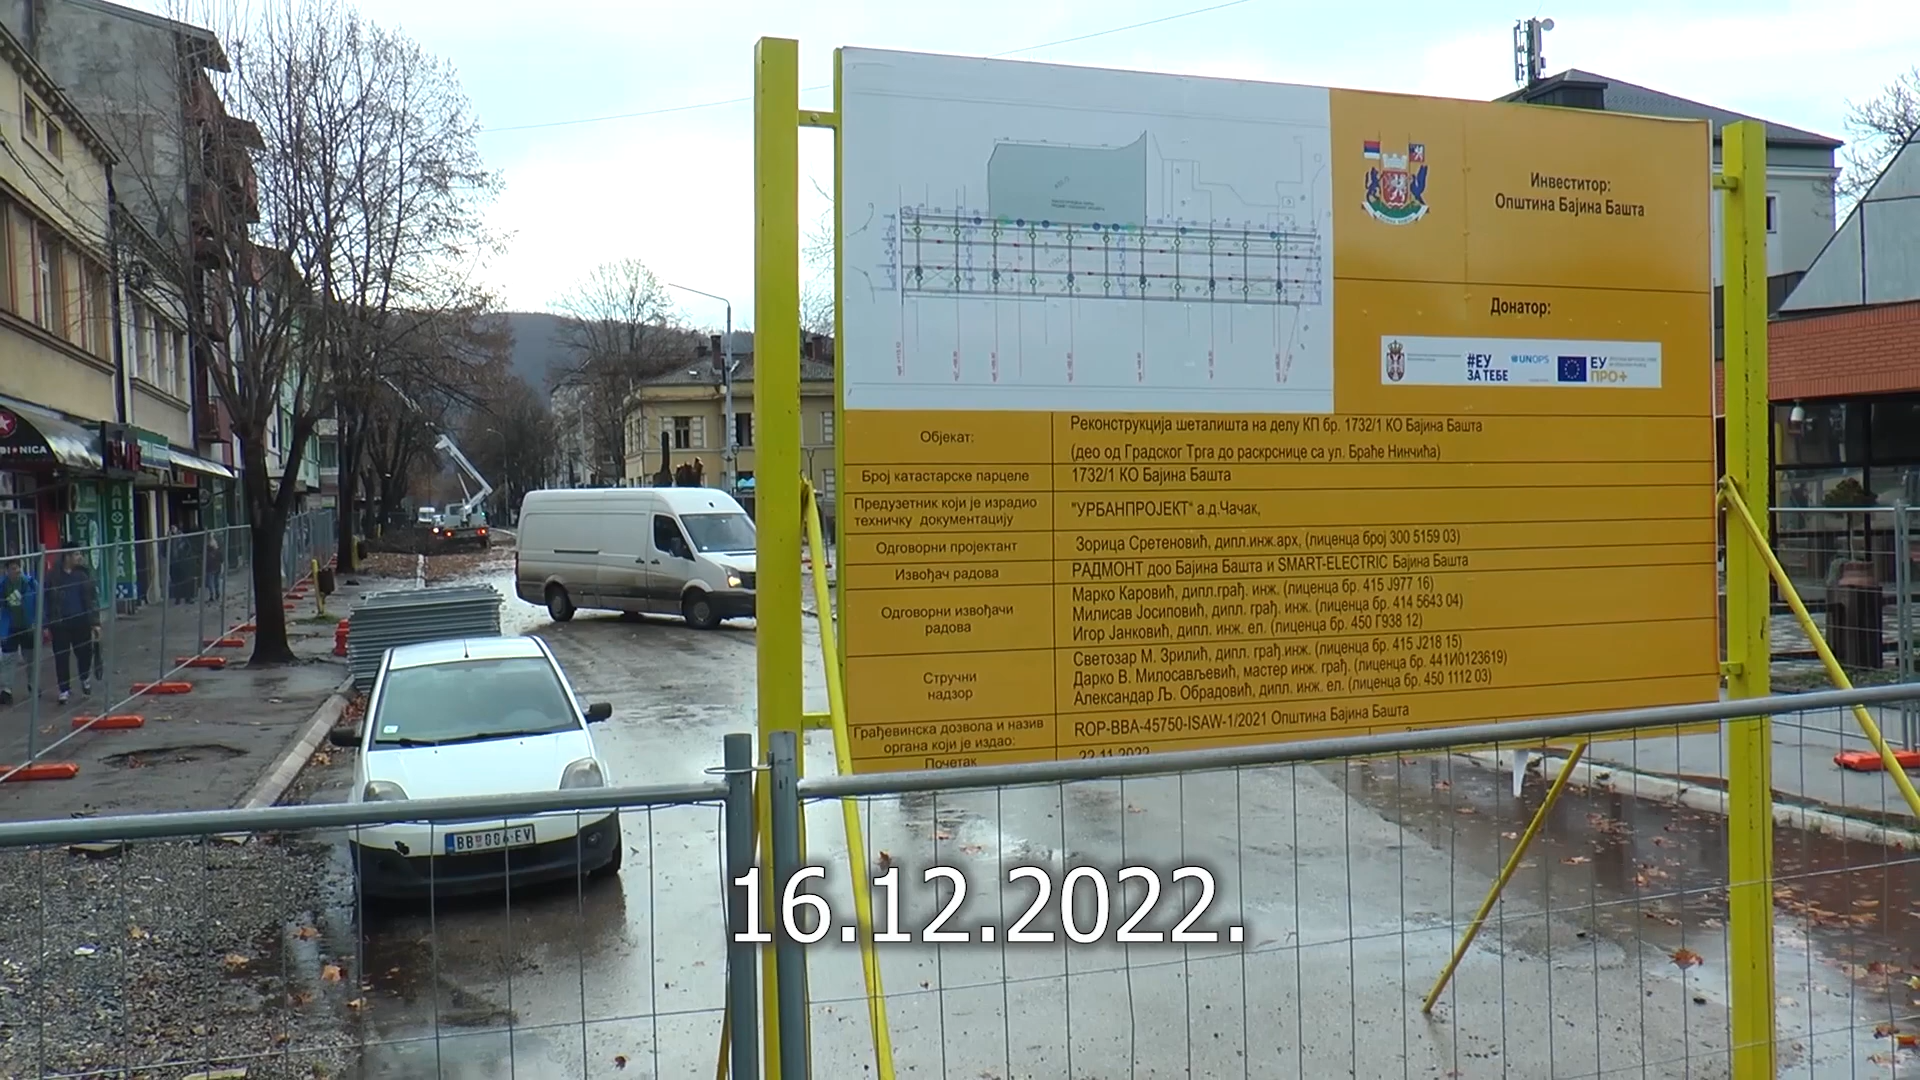 Инвеститор:
Општина Бајина Башта
Донатор:
#ЕУ
ЗА ТЕБЕ
UNOPS
ЕУ
ПРО+
Објекат:
Реконструкција шеталишта на делу КП бр. 1732/1 КО Бајина Башта
(део од Градског Трга до раскрснице са ул. Браће Нинчића)
Број катастарске парцеле
1732/1 КО Бајина Башта
Предузетник који је израдио
техничку документацију
"УРБАНПРОЈЕКТ" а.д.Чачак,
Одговорни пројектант
Зорица Сретеновић, дипл.инж.арх, (лиценца број 300 5159 03)
Извођач радова
РАДМОНТ доо Бајина Башта и SMART-ELECTRIC Бајина Башта
Одговорни извођачи
радова
Марко Каровић, дипл.грађ. инж. (лиценца бр. 415 Ј977 16)
Милисав Јосиповић, дипл. грађ. инж. (лиценца бр. 414 5643 04)
Игор Јанковић, дипл. инж. ел. (лиценца бр. 450 Г938 12)
Стручни
надзор
Светозар М. Зрилић, дипл. грађ.инж. (лиценца бр. 415 Ј218 15)
Дарко В. Милосављевић, мастер инж. грађ. (лиценца бр. 441И0123619)
Александар Љ. Обрадовић, дипл. инж. ел. (лиценца бр. 450 1112 03)
Грађевинска дозвола и назив
органа који је издао:
ROP-BBA-45750-ISAW-1/2021 Општина Бајина Башта
Почетак
22.11.2022
BB 006-EV
16.12.2022.